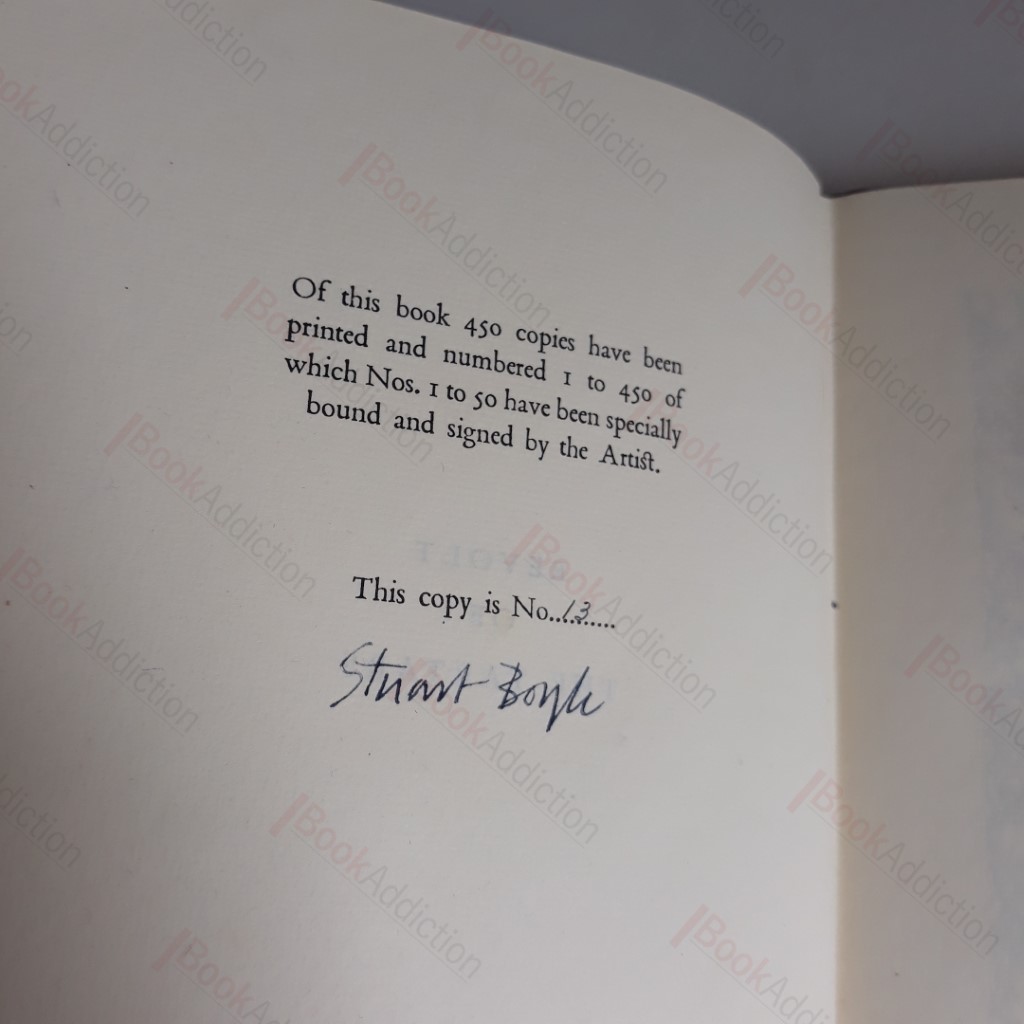 Of this book 450 copies have been
printed and numbered 1 to 450 of
which Nos. 1 to 50 have been specially
bound and signed by the Artist.
This copy is No..13.....
Stuart Boyle
BookAddiction